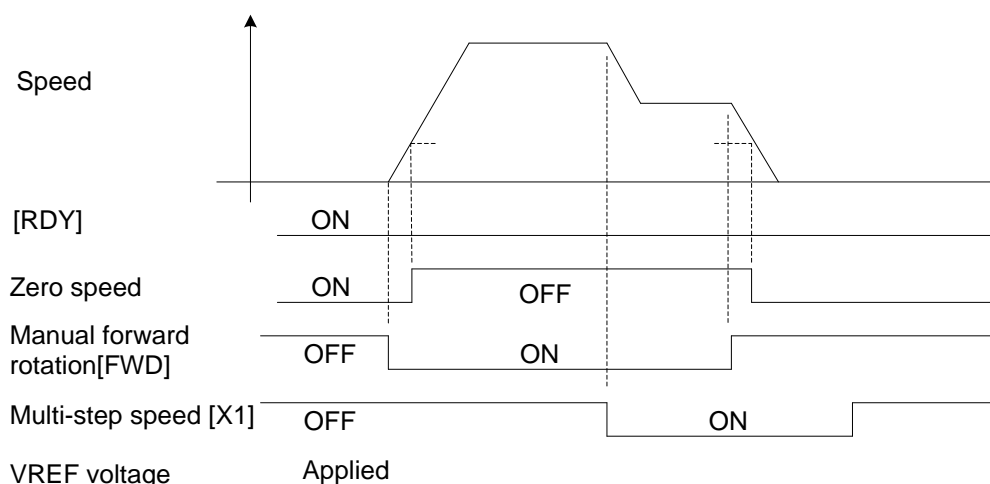 Speed
[RDY] ON
Zero speed ON OFF
Manual forward
rotation[FWD] OFF ON
Multi-step speed [X1] OFF ON
VREF voltage Applied